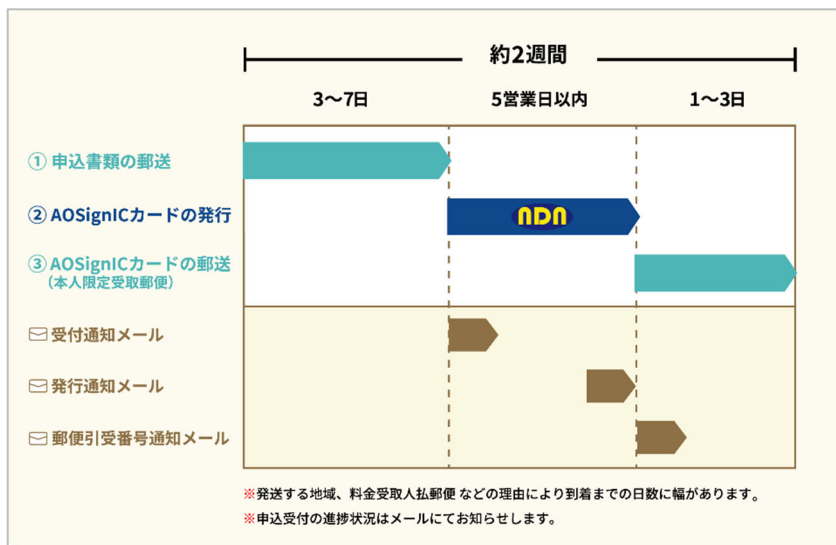 約2週間
3〜7日
5営業日以内
1〜3日
① 申込書類の郵送
② AOSignICカードの発行
NDN
③ AOSignICカードの郵送
（本人限定受取郵便）
受付通知メール
発行通知メール
郵便引受番号通知メール
※発送する地域、料金受取人払郵便 などの理由により到着までの日数に幅があります。
※申込受付の進捗状況はメールにてお知らせします。